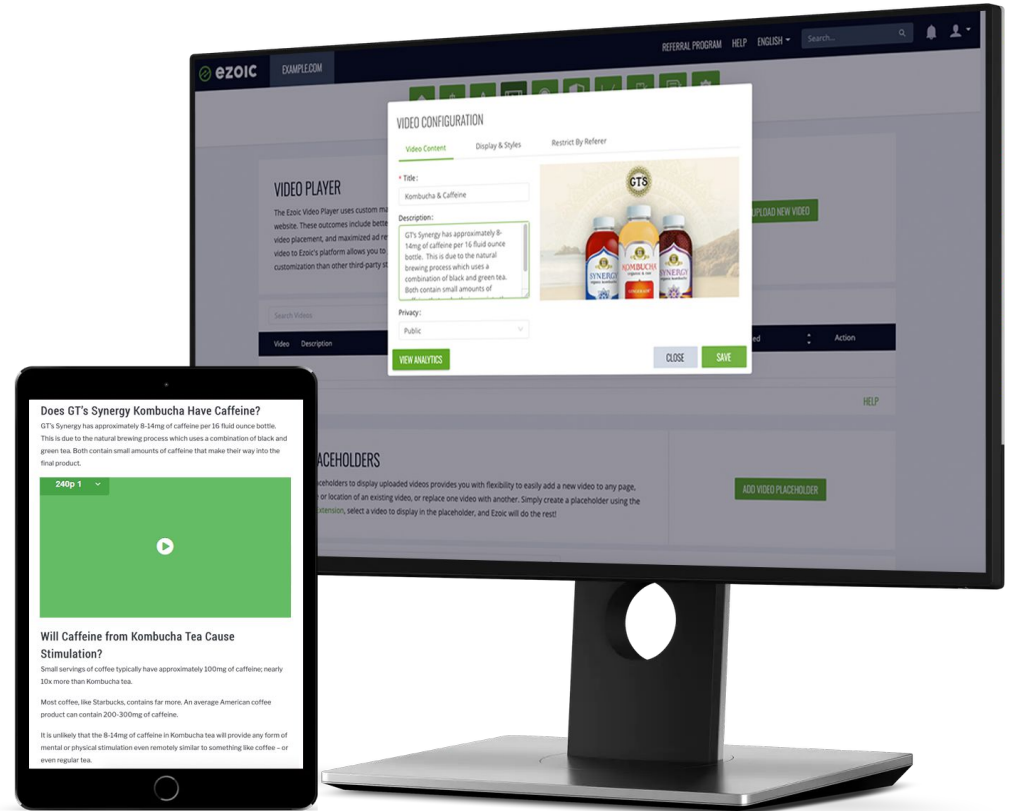 ezoic
EXAMPLE.COM
REFERRAL PROGRAM HELP ENGLISH
Search...
VIDEO CONFIGURATION
Video Content Display & Styles Restrict By Referer
* Title:
Kombucha & Caffeine
Description:
GT's Synergy has approximately 8-
14mg of caffeine per 16 fluid ounce
bottle. This is due to the natural
brewing process which uses a
combination of black and green tea.
Both contain small amounts of
Privacy:
Public
VIEW ANALYTICS
CLOSE SAVE
GT'S
SYNERGY
KOMBUCHA
SYNERGY
VIDEO PLAYER
The Ezoic Video Player uses custom ma
website. These outcomes include bette
video placement, and maximized ad re
video to Ezoic's platform allows you to
customization than other third-party st
UPLOAD NEW VIDEO
Search Videos
Video Description
ed Action
HELP
ACEHOLDERS
ceholders to display uploaded videos provides you with flexibility to easily add a new video to any page,
e or location of an existing video, or replace one video with another. Simply create a placeholder using the
extension, select a video to display in the placeholder, and Ezoic will do the rest!
ADD VIDEO PLACEHOLDER
Does GT's Synergy Kombucha Have Caffeine?
GT's Synergy has approximately 8-14mg of caffeine per 16 fluid ounce bottle.
This is due to the natural brewing process which uses a combination of black and
green tea. Both contain small amounts of caffeine that make their way into the
final product.
240p 1
Will Caffeine from Kombucha Tea Cause
Stimulation?
Small servings of coffee typically have approximately 100mg of caffeine; nearly
10x more than Kombucha tea.
Most coffee, like Starbucks, contains far more. An average American coffee
product can contain 200-300mg of caffeine.
It is unlikely that the 8-14mg of caffeine in Kombucha tea will provide any form of
mental or physical stimulation even remotely similar to something like coffee – or
even regular tea.